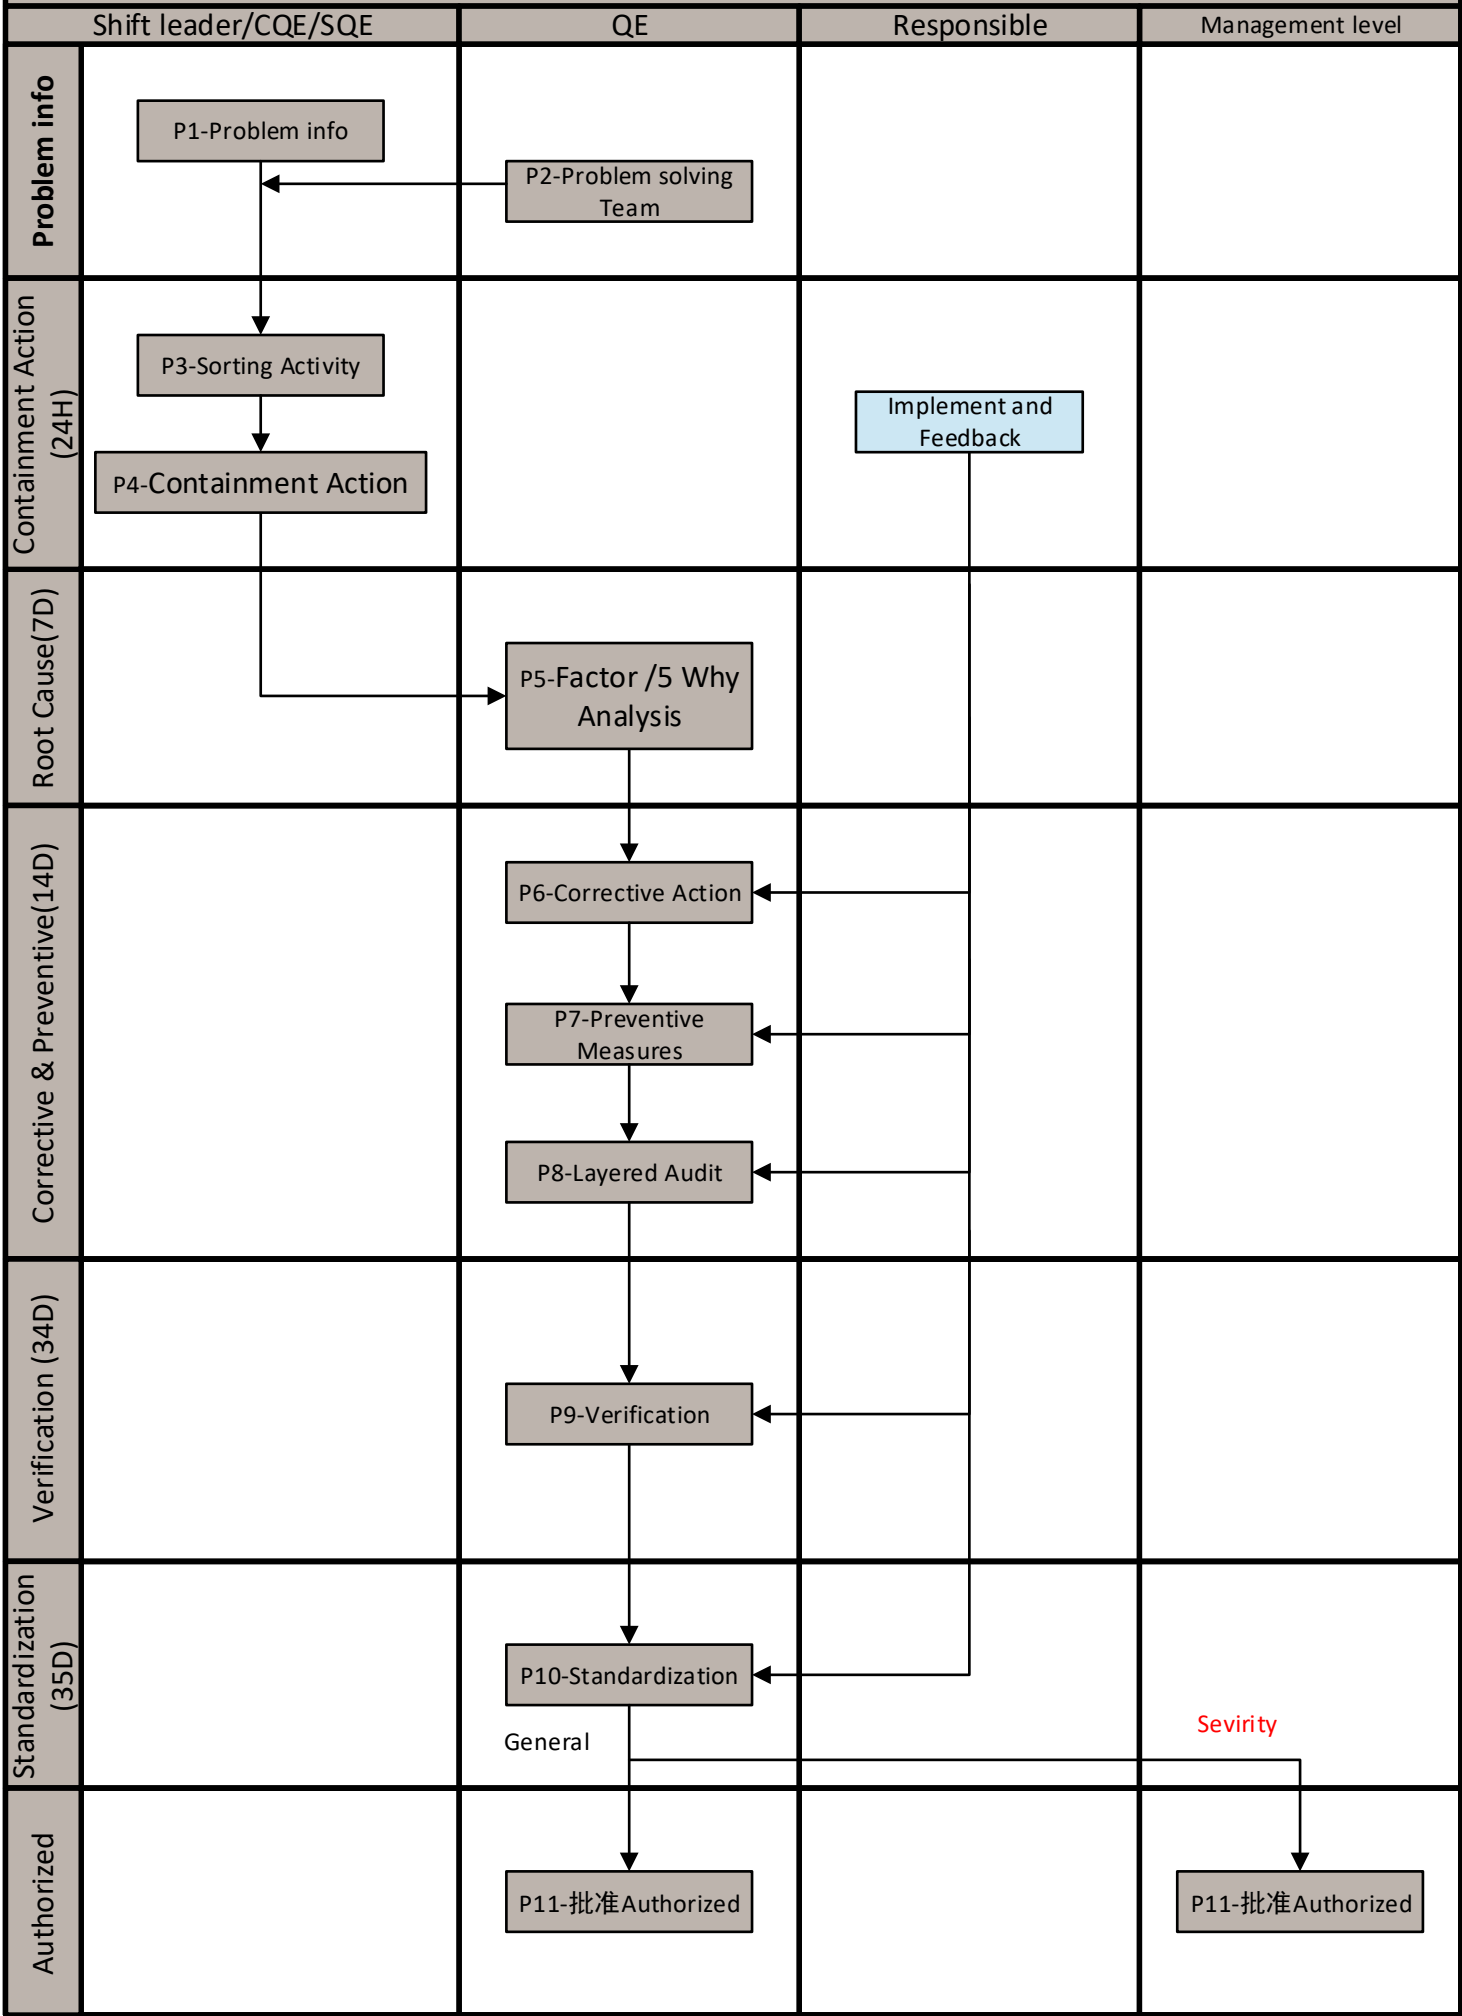 Shift leader/CQE/SQE
QE
Responsible
Management level
Problem info
P1-Problem info
P2-Problem solving
Team
Containment Action
(24H)
P3-Sorting Activity
Implement and
Feedback
P4-Containment Action
Root Cause(7D)
P5-Factor /5 Why
Analysis
Corrective & Preventive(14D)
P6-Corrective Action
P7-Preventive
Measures
P8-Layered Audit
Verification (34D)
P9-Verification
Standardization
(35D)
P10-Standardization
General
Sevirity
Authorized
P11-批准Authorized
P11-批准Authorized